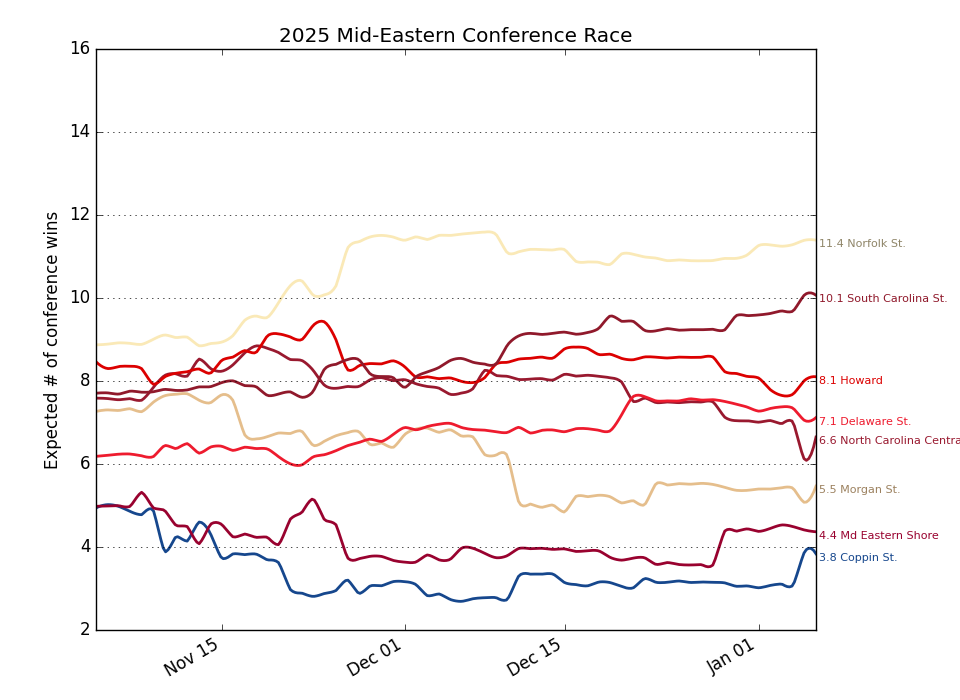 2025 Mid-Eastern Conference Race
Expected # of conference wins
16
14
12
10
8
6
4
2
Nov 15
Dec 01
Dec 15
Jan 01
11.4 Norfolk St.
10.1 South Carolina St.
8.1 Howard
7.1 Delaware St.
6.6 North Carolina Centra
5.5 Morgan St.
4.4 Md Eastern Shore
3.8 Coppin St.